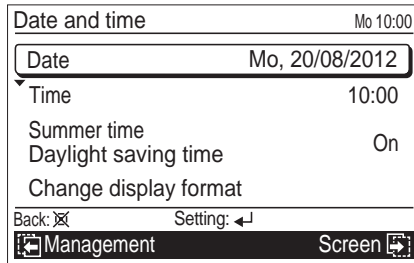 Date and time Mo 10:00
Date Mo, 20/08/2012
Time 10:00
Summer time
Daylight saving time On
Change display format
Back: Setting:
Management Screen